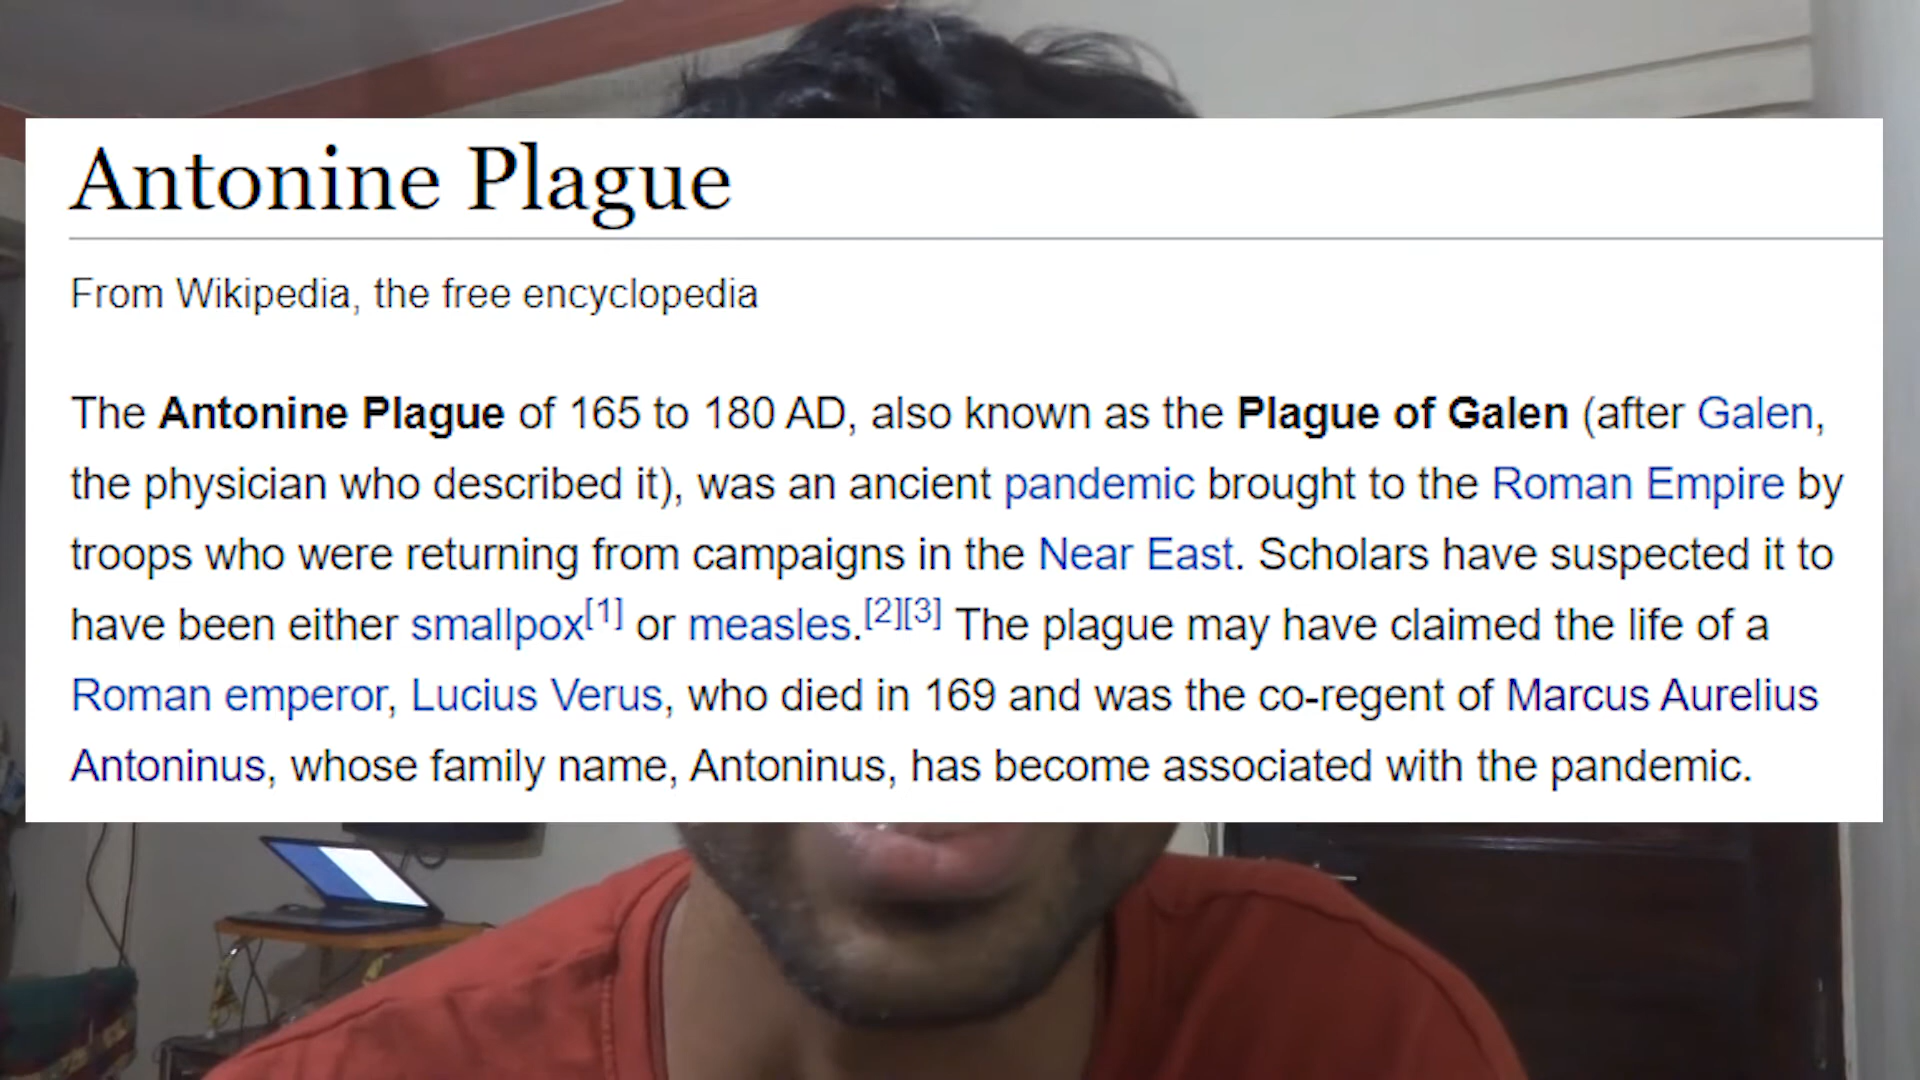 Antonine Plague
From Wikipedia, the free encyclopedia
The Antonine Plague of 165 to 180 AD, also known as the Plague of Galen (after Galen,
the physician who described it), was an ancient pandemic brought to the Roman Empire by
troops who were returning from campaigns in the Near East. Scholars have suspected it to
have been either smallpox[1] or measles.[2][3] The plague may have claimed the life of a
Roman emperor, Lucius Verus, who died in 169 and was the co-regent of Marcus Aurelius
Antoninus, whose family name, Antoninus, has become associated with the pandemic.